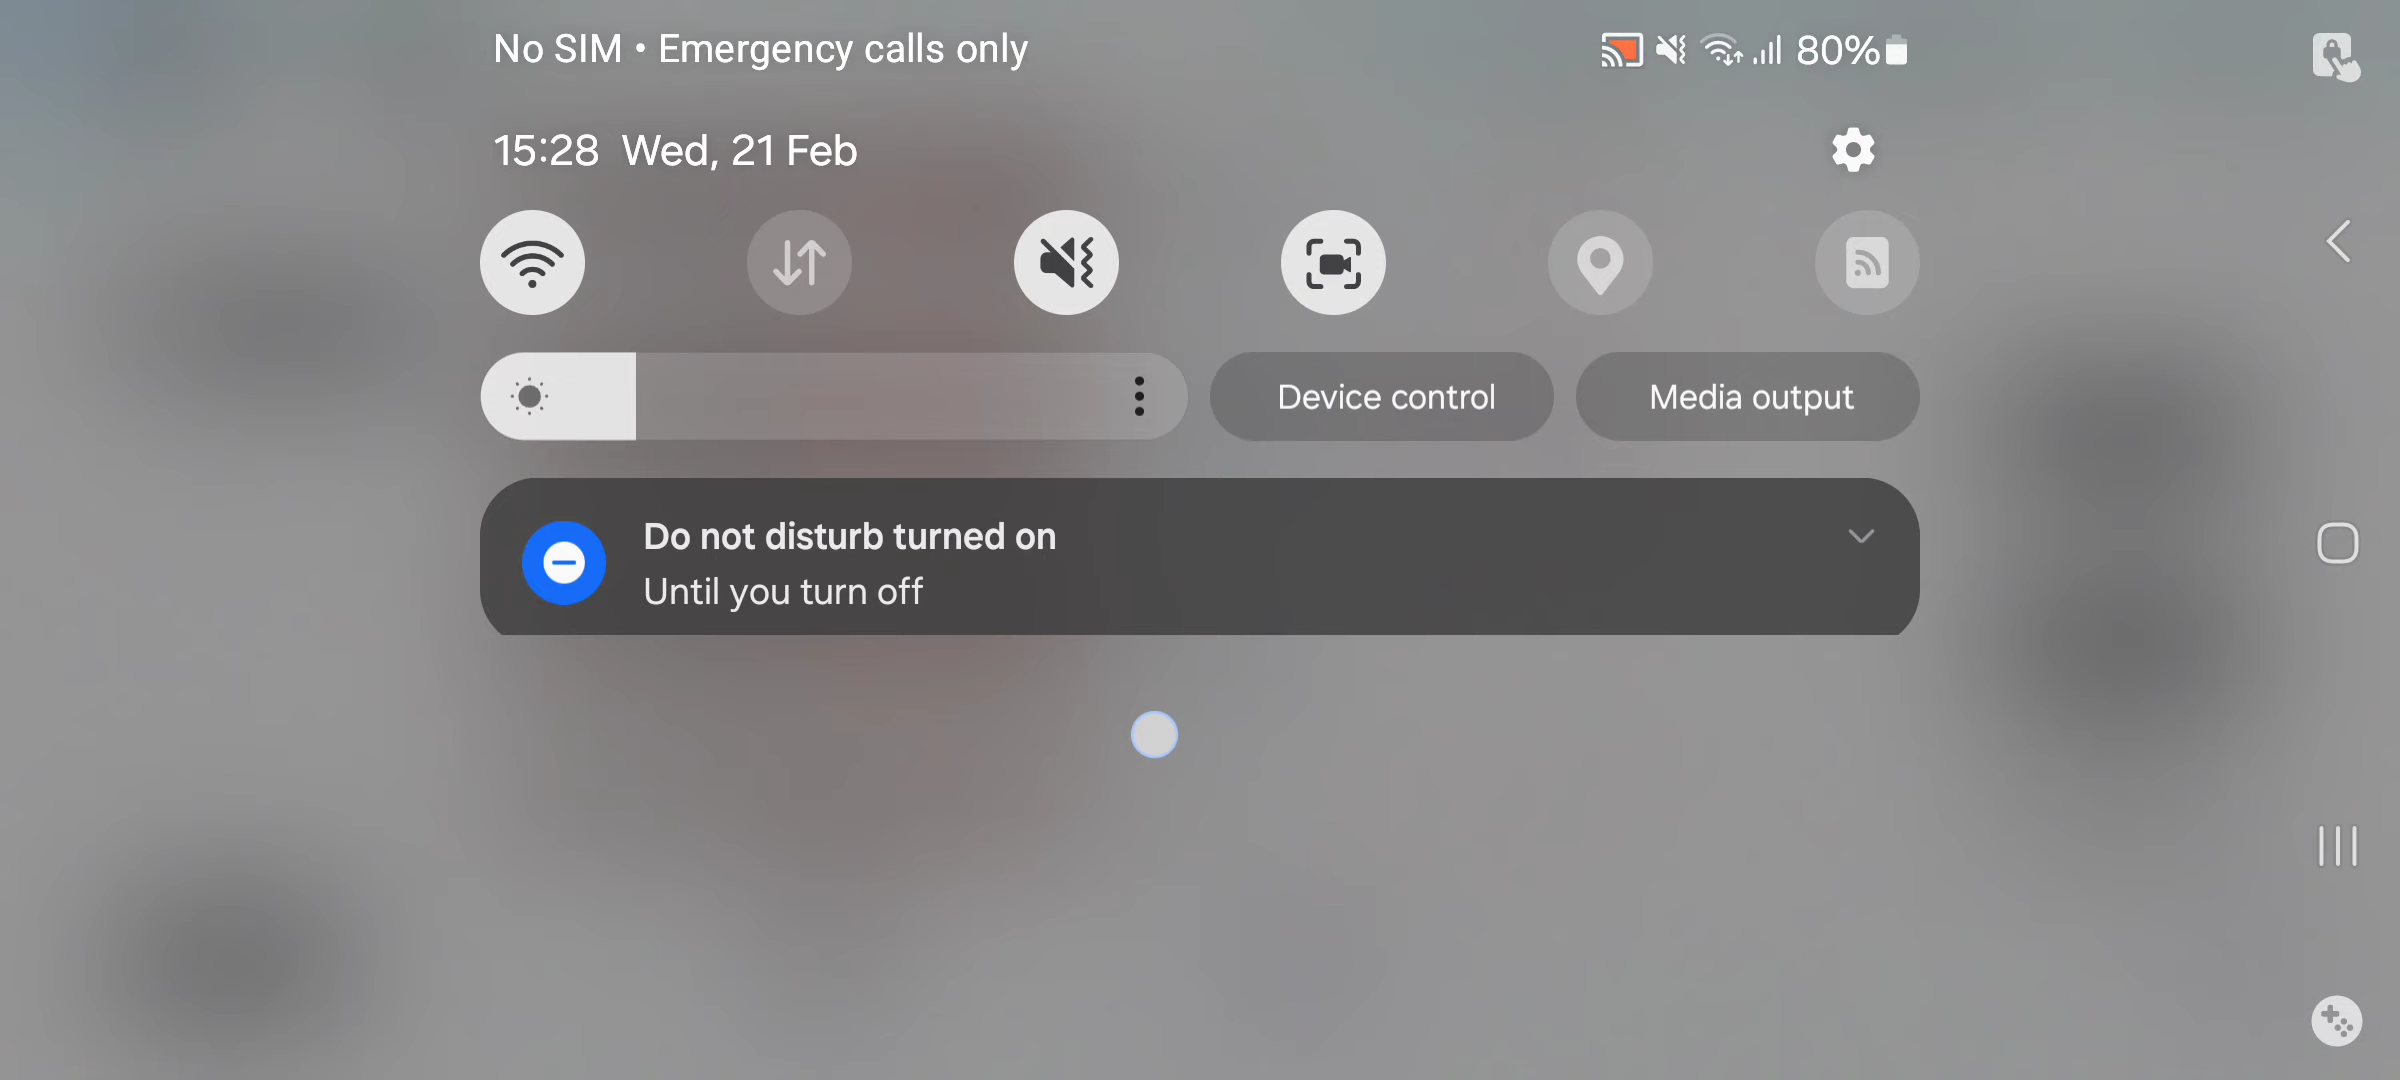 No SIM • Emergency calls only
80%
15:28 Wed, 21 Feb
Device control
Media output
Do not disturb turned on
Until you turn off